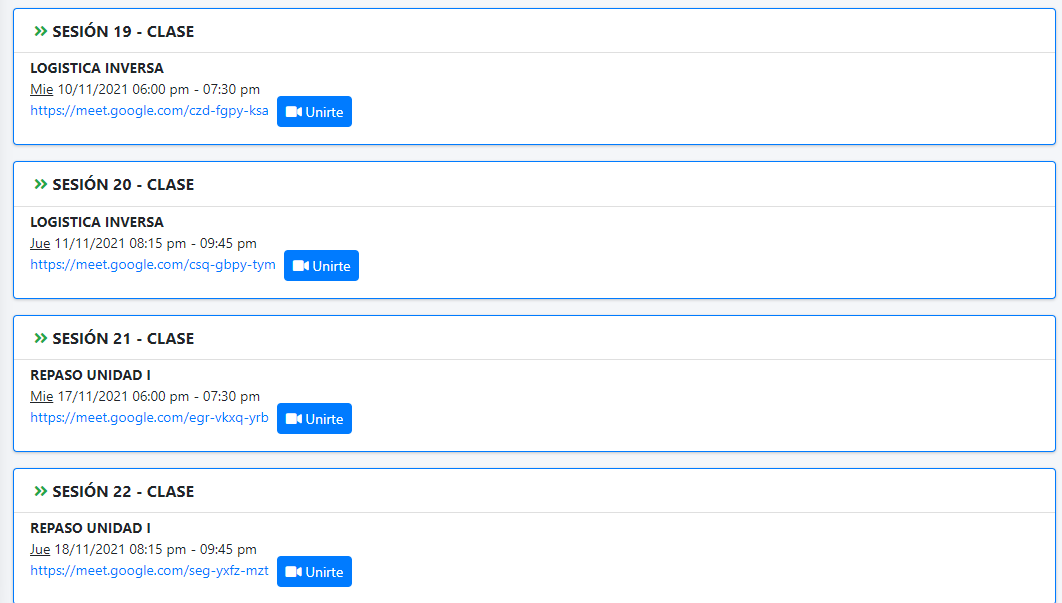 SESIÓN 19 - CLASE
LOGISTICA INVERSA
Mie 10/11/2021 06:00 pm - 07:30 pm
https://meet.google.com/czd-fgpy-ksa Unirte
SESIÓN 20 - CLASE
LOGISTICA INVERSA
Jue 11/11/2021 08:15 pm - 09:45 pm
https://meet.google.com/csq-gbpy-tym Unirte
SESIÓN 21 - CLASE
REPASO UNIDAD I
Mie 17/11/2021 06:00 pm - 07:30 pm
https://meet.google.com/egr-vkxq-yrb Unirte
SESIÓN 22 - CLASE
REPASO UNIDAD I
Jue 18/11/2021 08:15 pm - 09:45 pm
https://meet.google.com/seg-yxfz-mzt Unirte